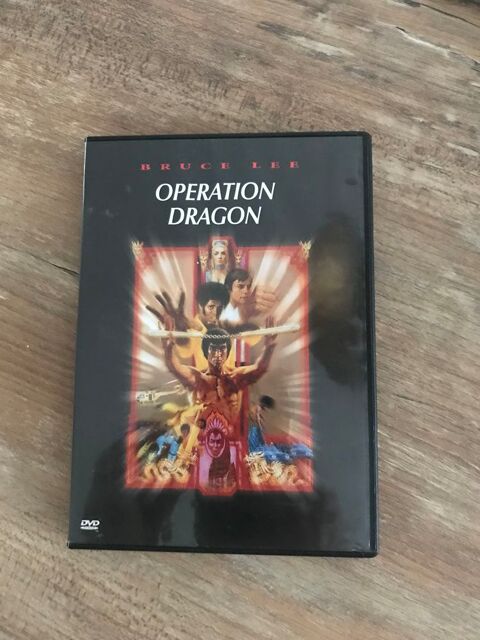 BRUCE LEE
OPERATION
DRAGON
DVD